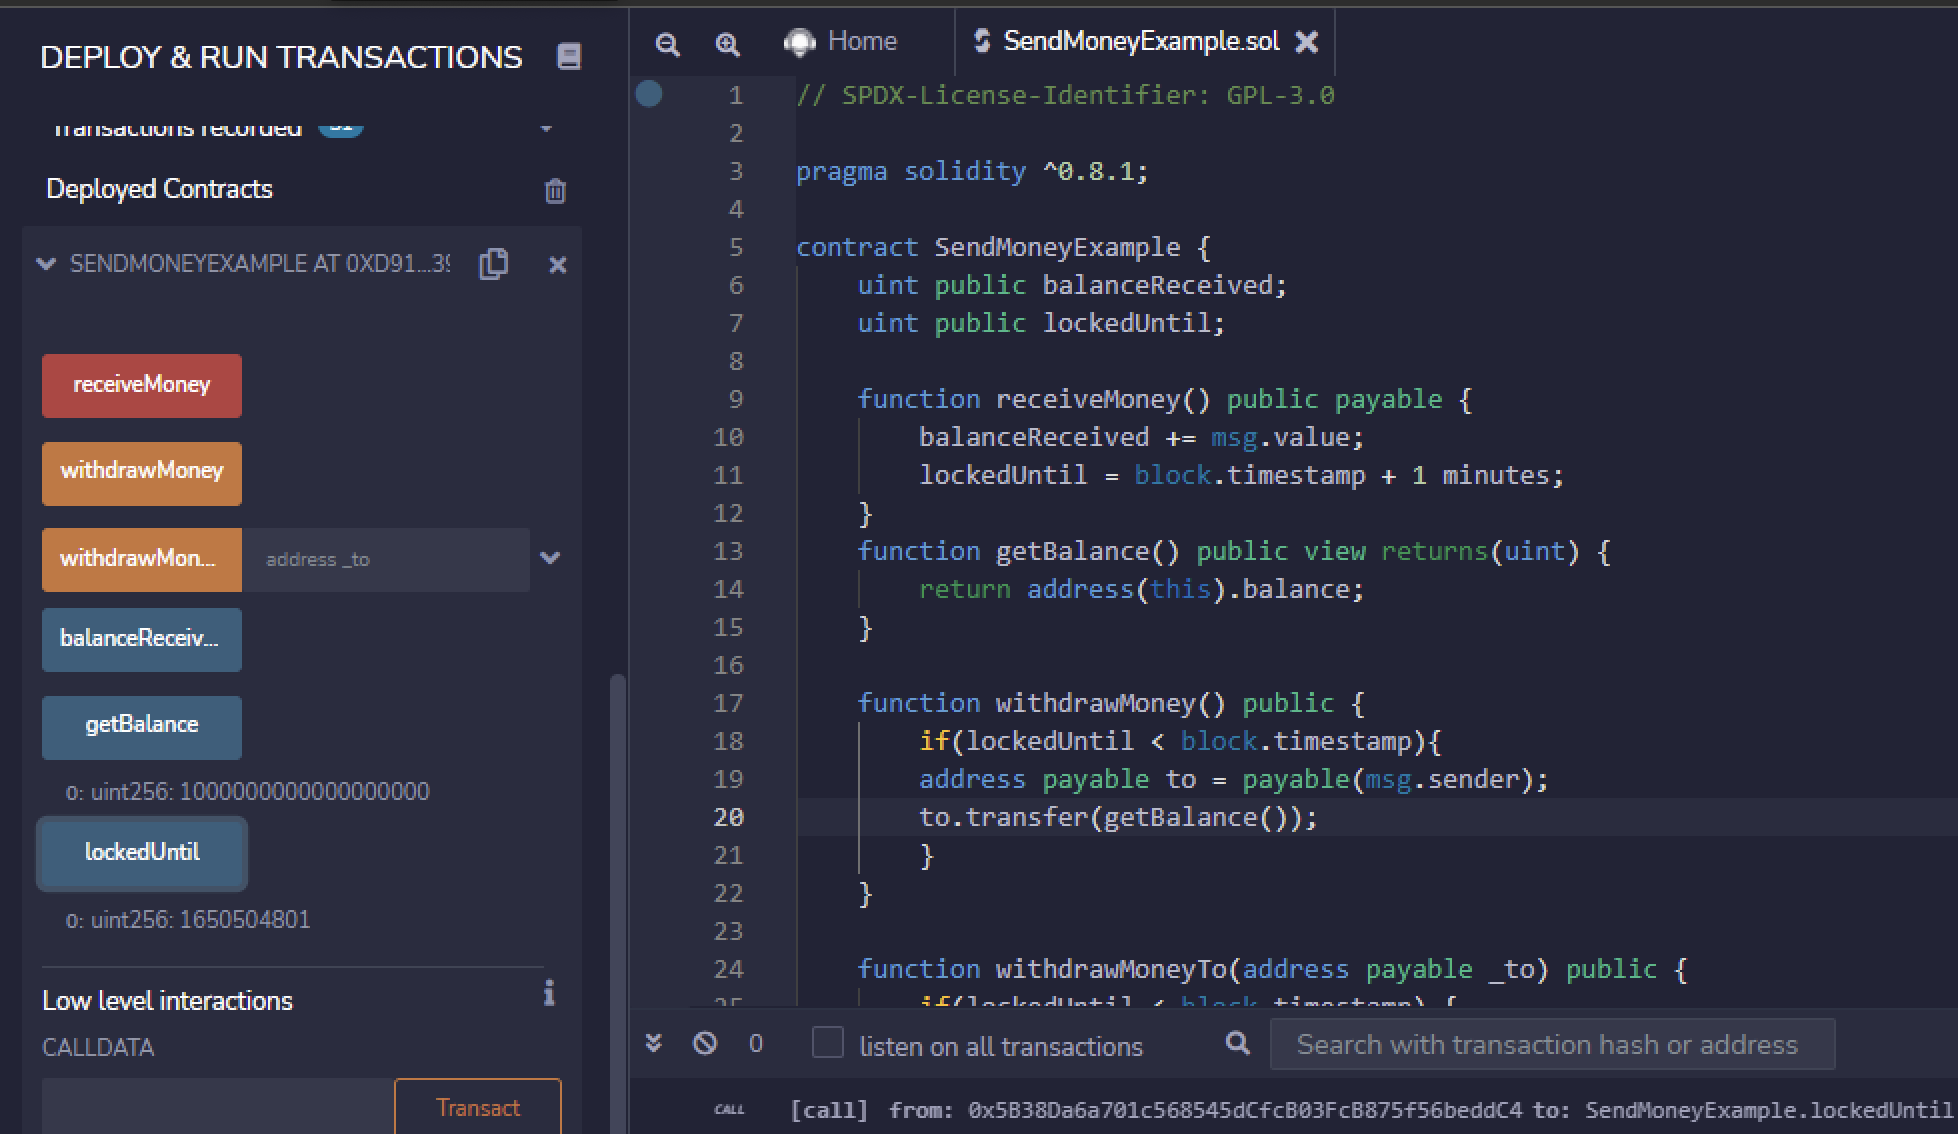 DEPLOY & RUN TRANSACTIONS
Transactions recorded 31
Deployed Contracts
SENDMONEYEXAMPLE AT 0XD91...39
receiveMoney
withdrawMoney
withdrawMon... address _to
balanceReceiv...
getBalance
0: uint256: 1000000000000000000
lockedUntil
0: uint256: 1650504801
Low level interactions
i
CALLDATA
Transact
Home
SendMoneyExample.sol
1 // SPDX-License-Identifier: GPL-3.0
2
3 pragma solidity ^0.8.1;
4
5 contract SendMoneyExample {
6 uint public balanceReceived;
7 uint public lockedUntil;
8
9 function receiveMoney() public payable {
10 balanceReceived += msg.value;
11 lockedUntil = block.timestamp + 1 minutes;
12 }
13 function getBalance() public view returns(uint) {
14 return address(this).balance;
15 }
16
17 function withdrawMoney() public {
18 if(lockedUntil < block.timestamp){
19 address payable to = payable(msg.sender);
20 to.transfer(getBalance());
21 }
22 }
23
24 function withdrawMoneyTo(address payable _to) public {
25 if(lockedUntil < block.timestamp) {
0 listen on all transactions Search with transaction hash or address
CALL [call] from: 0x5B38Da6a701c568545dCfcB03FcB875f56beddC4 to: SendMoneyExample.lockedUntil